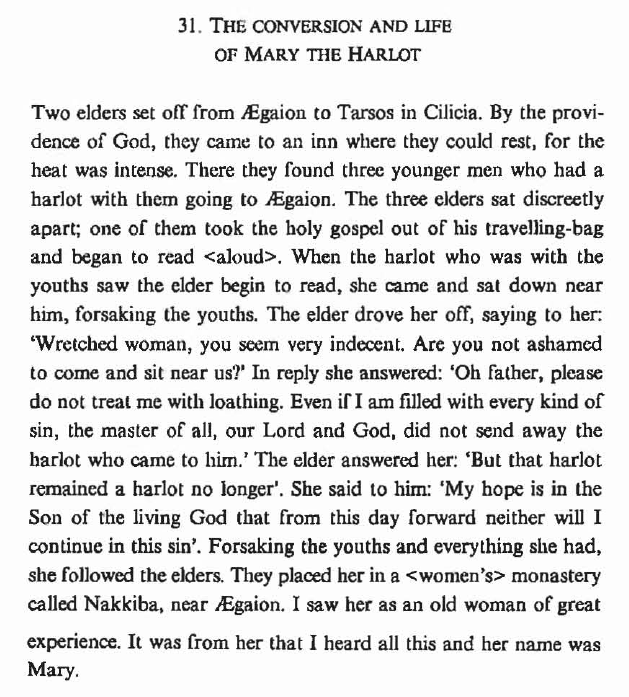 31. THE CONVERSION AND LIFE
OF MARY THE HARLOT
Two elders set off from Ægaion to Tarsos in Cilicia. By the provi-
dence of God, they came to an inn where they could rest, for the
heat was intense. There they found three younger men who had a
harlot with them going to Ægaion. The three elders sat discreetly
apart; one of them took the holy gospel out of his travelling-bag
and began to read <aloud>. When the harlot who was with the
youths saw the elder begin to read, she came and sat down near
him, forsaking the youths. The elder drove her off, saying to her:
‘Wretched woman, you seem very indecent. Are you not ashamed
to come and sit near us?' In reply she answered: ‘Oh father, please
do not treat me with loathing. Even if I am filled with every kind of
sin, the master of all, our Lord and God, did not send away the
harlot who came to him.’ The elder answered her: ‘But that harlot
remained a harlot no longer'. She said to him: ‘My hope is in the
Son of the living God that from this day forward neither will I
continue in this sin’. Forsaking the youths and everything she had,
she followed the elders. They placed her in a <women's> monastery
called Nakkiba, near Ægaion. I saw her as an old woman of great
experience. It was from her that I heard all this and her name was
Mary.